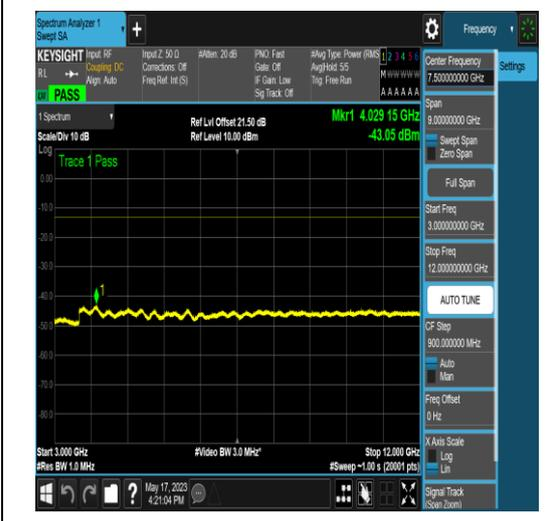 Spectrum Analyzer 1
Swept SA
Frequency
KEYSIGHT
RL
PASS
Input: RF
Coupling: DC
Align: Auto
Input Z: 50 Ω
Corrections: Off
Freq Ref: Int (S)
#Atten: 20 dB
PNO: Fast
Gate: Off
IF Gain: Low
Sig Track: Off
#Avg Type: Power (RMS)
Avg|Hold: 5/5
Trig: Free Run
1 2 3 4 5 6
M W W W W W
A A A A A A
1 Spectrum
Scale/Div 10 dB
Ref Lvl Offset 21.50 dB
Ref Level 10.00 dBm
Mkr1 4.029 15 GHz
-43.05 dBm
Log
Trace 1 Pass
0.00
-10.0
-20.0
-30.0
-40.0
-50.0
-60.0
-70.0
-80.0
1
Start 3.000 GHz
#Res BW 1.0 MHz
#Video BW 3.0 MHz*
Stop 12.000 GHz
#Sweep ~1.00 s (20001 pts)
May 17, 2023
4:21:04 PM
Settings
Center Frequency
7.500000000 GHz
Span
9.00000000 GHz
Swept Span
Zero Span
Full Span
Start Freq
3.000000000 GHz
Stop Freq
12.000000000 GHz
AUTO TUNE
CF Step
900.000000 MHz
Auto
Man
Freq Offset
0 Hz
X Axis Scale
Log
Lin
Signal Track
(Span Zoom)